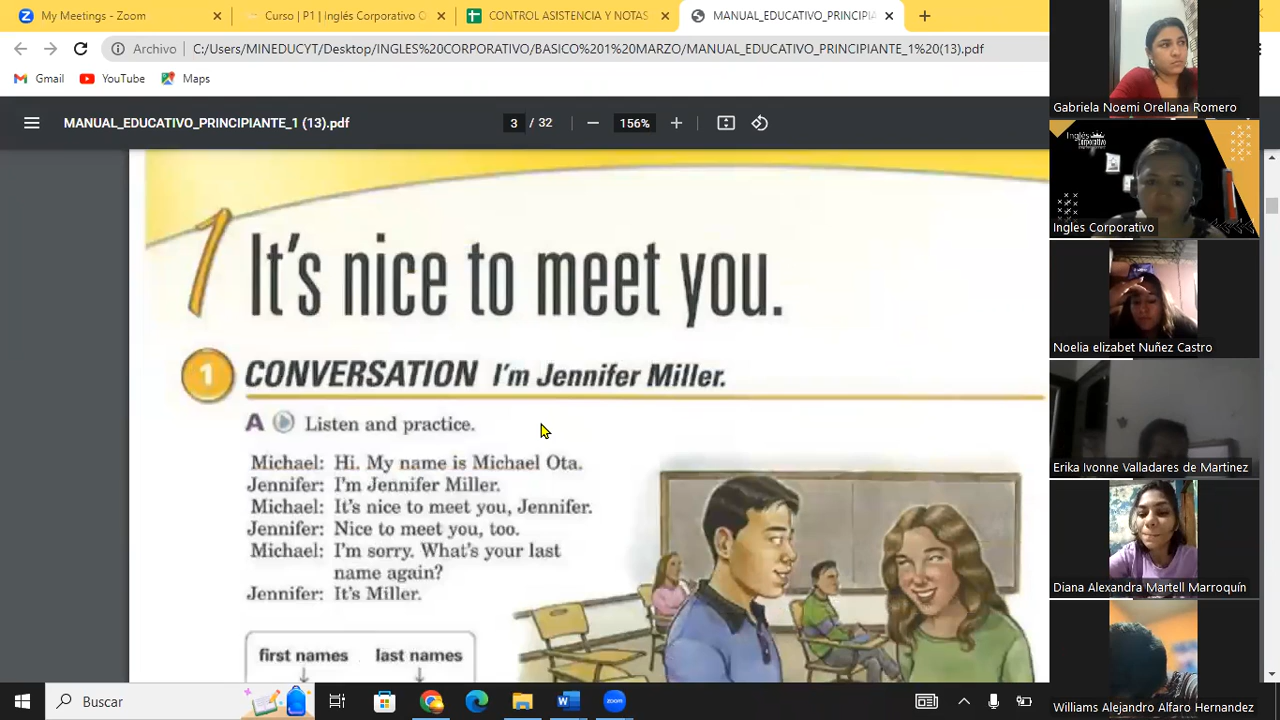 My Meetings - Zoom
Curso | P1 | Inglés Corporativo O
CONTROL ASISTENCIA Y NOTAS
MANUAL_EDUCATIVO_PRINCIPIA
Archivo
C:/Users/MINEDUCYT/Desktop/INGLES%20CORPORATIVO/BASICO%201%20MARZO/MANUAL_EDUCATIVO_PRINCIPIANTE_1%20(13).pdf
Gmail
YouTube
Maps
MANUAL_EDUCATIVO_PRINCIPIANTE_1 (13).pdf
3 / 32
156%
1
It's nice to meet you.
1 CONVERSATION I'm Jennifer Miller.
A Listen and practice.
Michael: Hi. My name is Michael Ota.
Jennifer: I'm Jennifer Miller.
Michael: It's nice to meet you, Jennifer.
Jennifer: Nice to meet you, too.
Michael: I'm sorry. What's your last
name again?
Jennifer: It's Miller.
first names last names
Gabriela Noemi Orellana Romero
Inglés
Corporativo
Ingles Corporativo
Noelia elizabet Nuñez Castro
Erika Ivonne Valladares de Martinez
Diana Alexandra Martell Marroquín
Williams Alejandro Alfaro Hernandez
Buscar